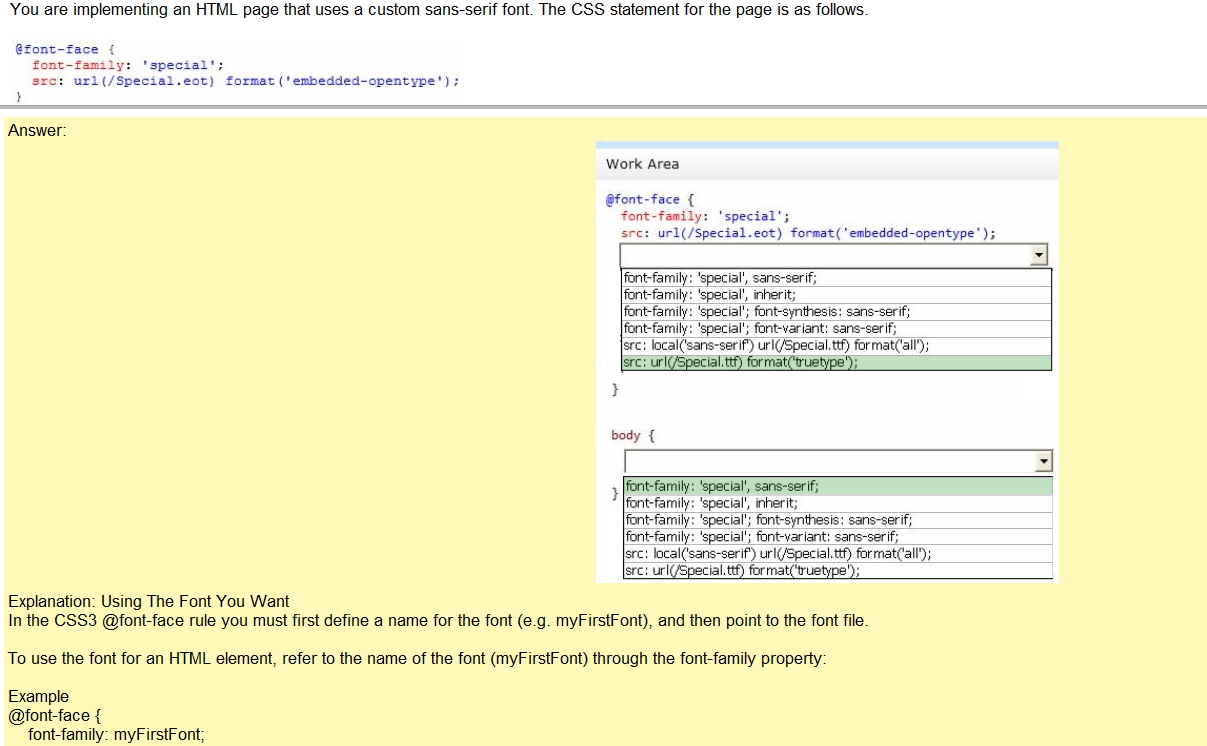 You are implementing an HTML page that uses a custom sans-serif font. The CSS statement for the page is as follows.
@font-face {
font-family: 'special';
src: url(/Special.eot) format('embedded-opentype');
}
Answer:
Work Area
@font-face {
font-family: 'special';
src: url(/Special.eot) format('embedded-opentype');
font-family: 'special', sans-serif;
font-family: 'special', inherit;
font-family: 'special'; font-synthesis: sans-serif;
font-family: 'special'; font-variant: sans-serif;
src: local('sans-serif') url(/Special.ttf) format('all');
src: url(/Special.ttf) format('truetype');
}
body {
font-family: 'special', sans-serif;
}
font-family: 'special', inherit;
font-family: 'special'; font-synthesis: sans-serif;
font-family: 'special'; font-variant: sans-serif;
src: local('sans-serif') url(/Special.ttf) format('all');
src: url(/Special.ttf) format('truetype');
Explanation: Using The Font You Want
In the CSS3 @font-face rule you must first define a name for the font (e.g. myFirstFont), and then point to the font file.
To use the font for an HTML element, refer to the name of the font (myFirstFont) through the font-family property:
Example
@font-face {
font-family: myFirstFont;